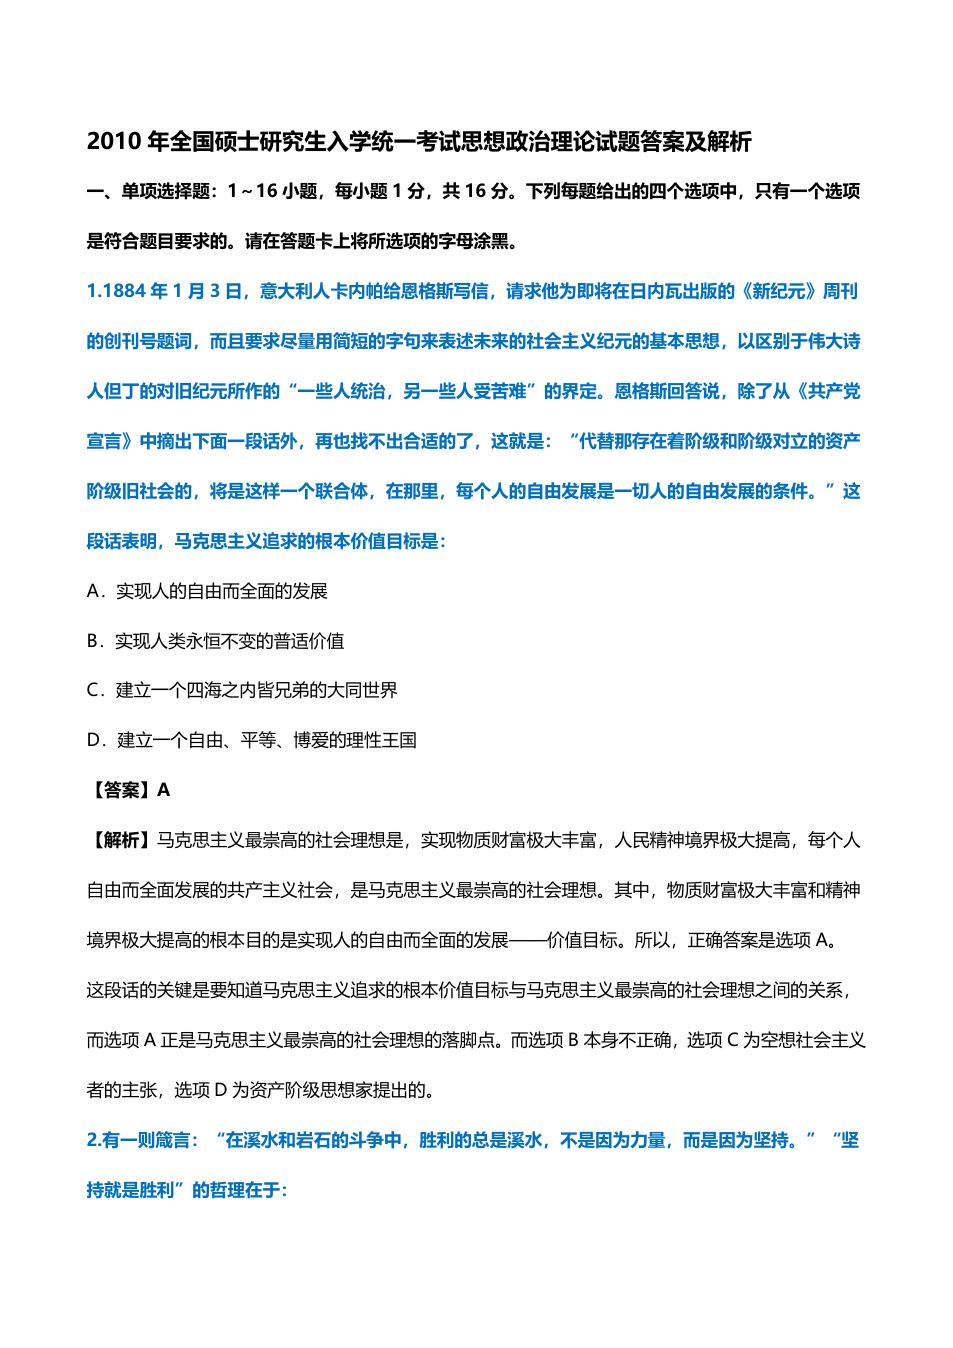 2010 年全国硕士研究生入学统一考试思想政治理论试题答案及解析
一、单项选择题：1～16 小题，每小题 1 分，共 16 分。下列每题给出的四个选项中，只有一个选项
是符合题目要求的。请在答题卡上将所选项的字母涂黑。
1.1884 年 1 月 3 日，意大利人卡内帕给恩格斯写信，请求他为即将在日内瓦出版的《新纪元》周刊
的创刊号题词，而且要求尽量用简短的字句来表述未来的社会主义纪元的基本思想，以区别于伟大诗
人但丁的对旧纪元所作的“一些人统治，另一些人受苦难”的界定。恩格斯回答说，除了从《共产党
宣言》中摘出下面一段话外，再也找不出合适的了，这就是：“代替那存在着阶级和阶级对立的资产
阶级旧社会的，将是这样一个联合体，在那里，每个人的自由发展是一切人的自由发展的条件。”这
段话表明，马克思主义追求的根本价值目标是：
A．实现人的自由而全面的发展
B．实现人类永恒不变的普适价值
C．建立一个四海之内皆兄弟的大同世界
D．建立一个自由、平等、博爱的理性王国
【答案】A
【解析】马克思主义最崇高的社会理想是，实现物质财富极大丰富，人民精神境界极大提高，每个人
自由而全面发展的共产主义社会，是马克思主义最崇高的社会理想。其中，物质财富极大丰富和精神
境界极大提高的根本目的是实现人的自由而全面的发展——价值目标。所以，正确答案是选项 A。
这段话的关键是要知道马克思主义追求的根本价值目标与马克思主义最崇高的社会理想之间的关系，
而选项 A 正是马克思主义最崇高的社会理想的落脚点。而选项 B 本身不正确，选项 C 为空想社会主义
者的主张，选项 D 为资产阶级思想家提出的。
2.有一则箴言：“在溪水和岩石的斗争中，胜利的总是溪水，不是因为力量，而是因为坚持。”“坚
持就是胜利”的哲理在于：